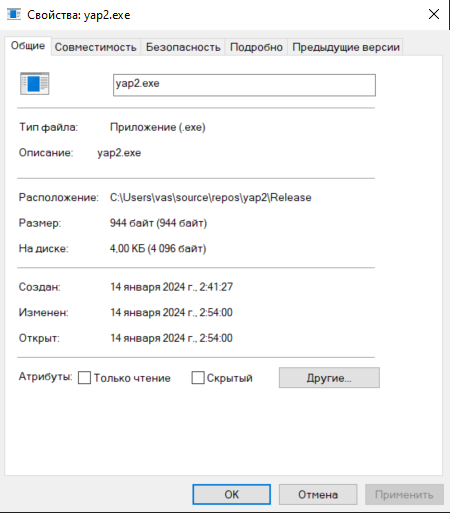 Свойства: yap2.exe
Общие Совместимость Безопасность Подробно Предыдущие версии
yap2.exe
Тип файла: Приложение (.exe)
Описание: yap2.exe
Расположение: C:\Users\vas\source\repos\yap2\Release
Размер: 944 байт (944 байт)
На диске: 4,00 КБ (4 096 байт)
Создан: 14 января 2024 г., 2:41:27
Изменен: 14 января 2024 г., 2:54:00
Открыт: 14 января 2024 г., 2:54:00
Атрибуты: Только чтение Скрытый Другие...
OK Отмена Применить